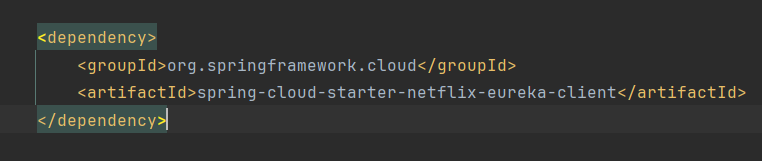 <dependency>
    <groupId>org.springframework.cloud</groupId>
    <artifactId>spring-cloud-starter-netflix-eureka-client</artifactId>
</dependency>